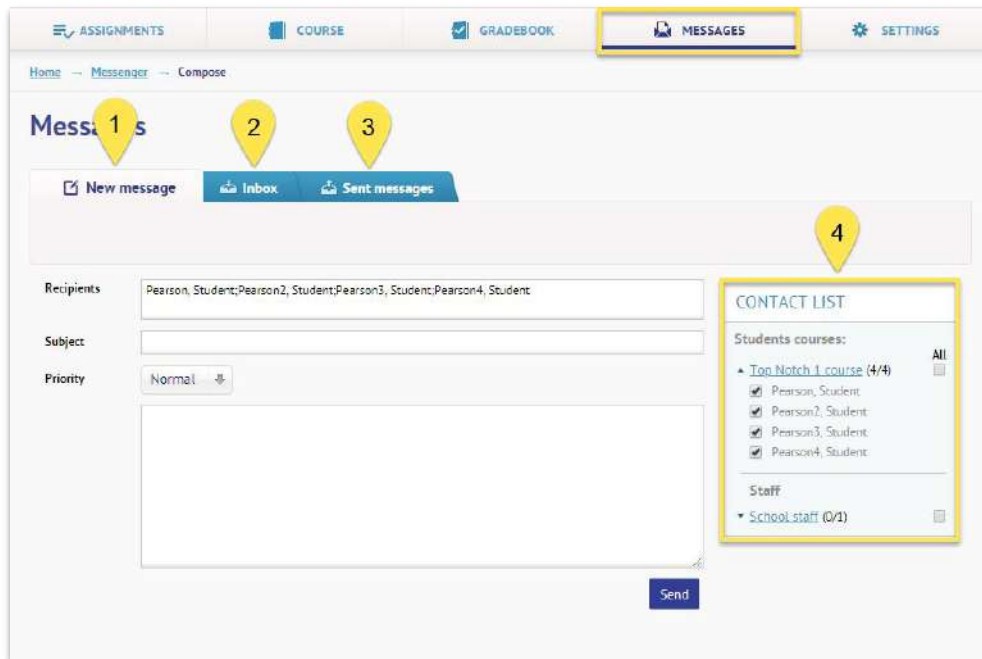 ASSIGNMENTS COURSE GRADEBOOK MESSAGES SETTINGS
Home → Messenger → Compose
Messages
1 2 3
New message Inbox Sent messages
4
Recipients Pearson, Student;Pearson2, Student;Pearson3, Student;Pearson4, Student
CONTACT LIST
Subject
Students courses:
All
Priority Normal
Top Notch 1 course (4/4)
Pearson, Student
Pearson2, Student
Pearson3, Student
Pearson4, Student
Staff
School staff (0/1)
Send